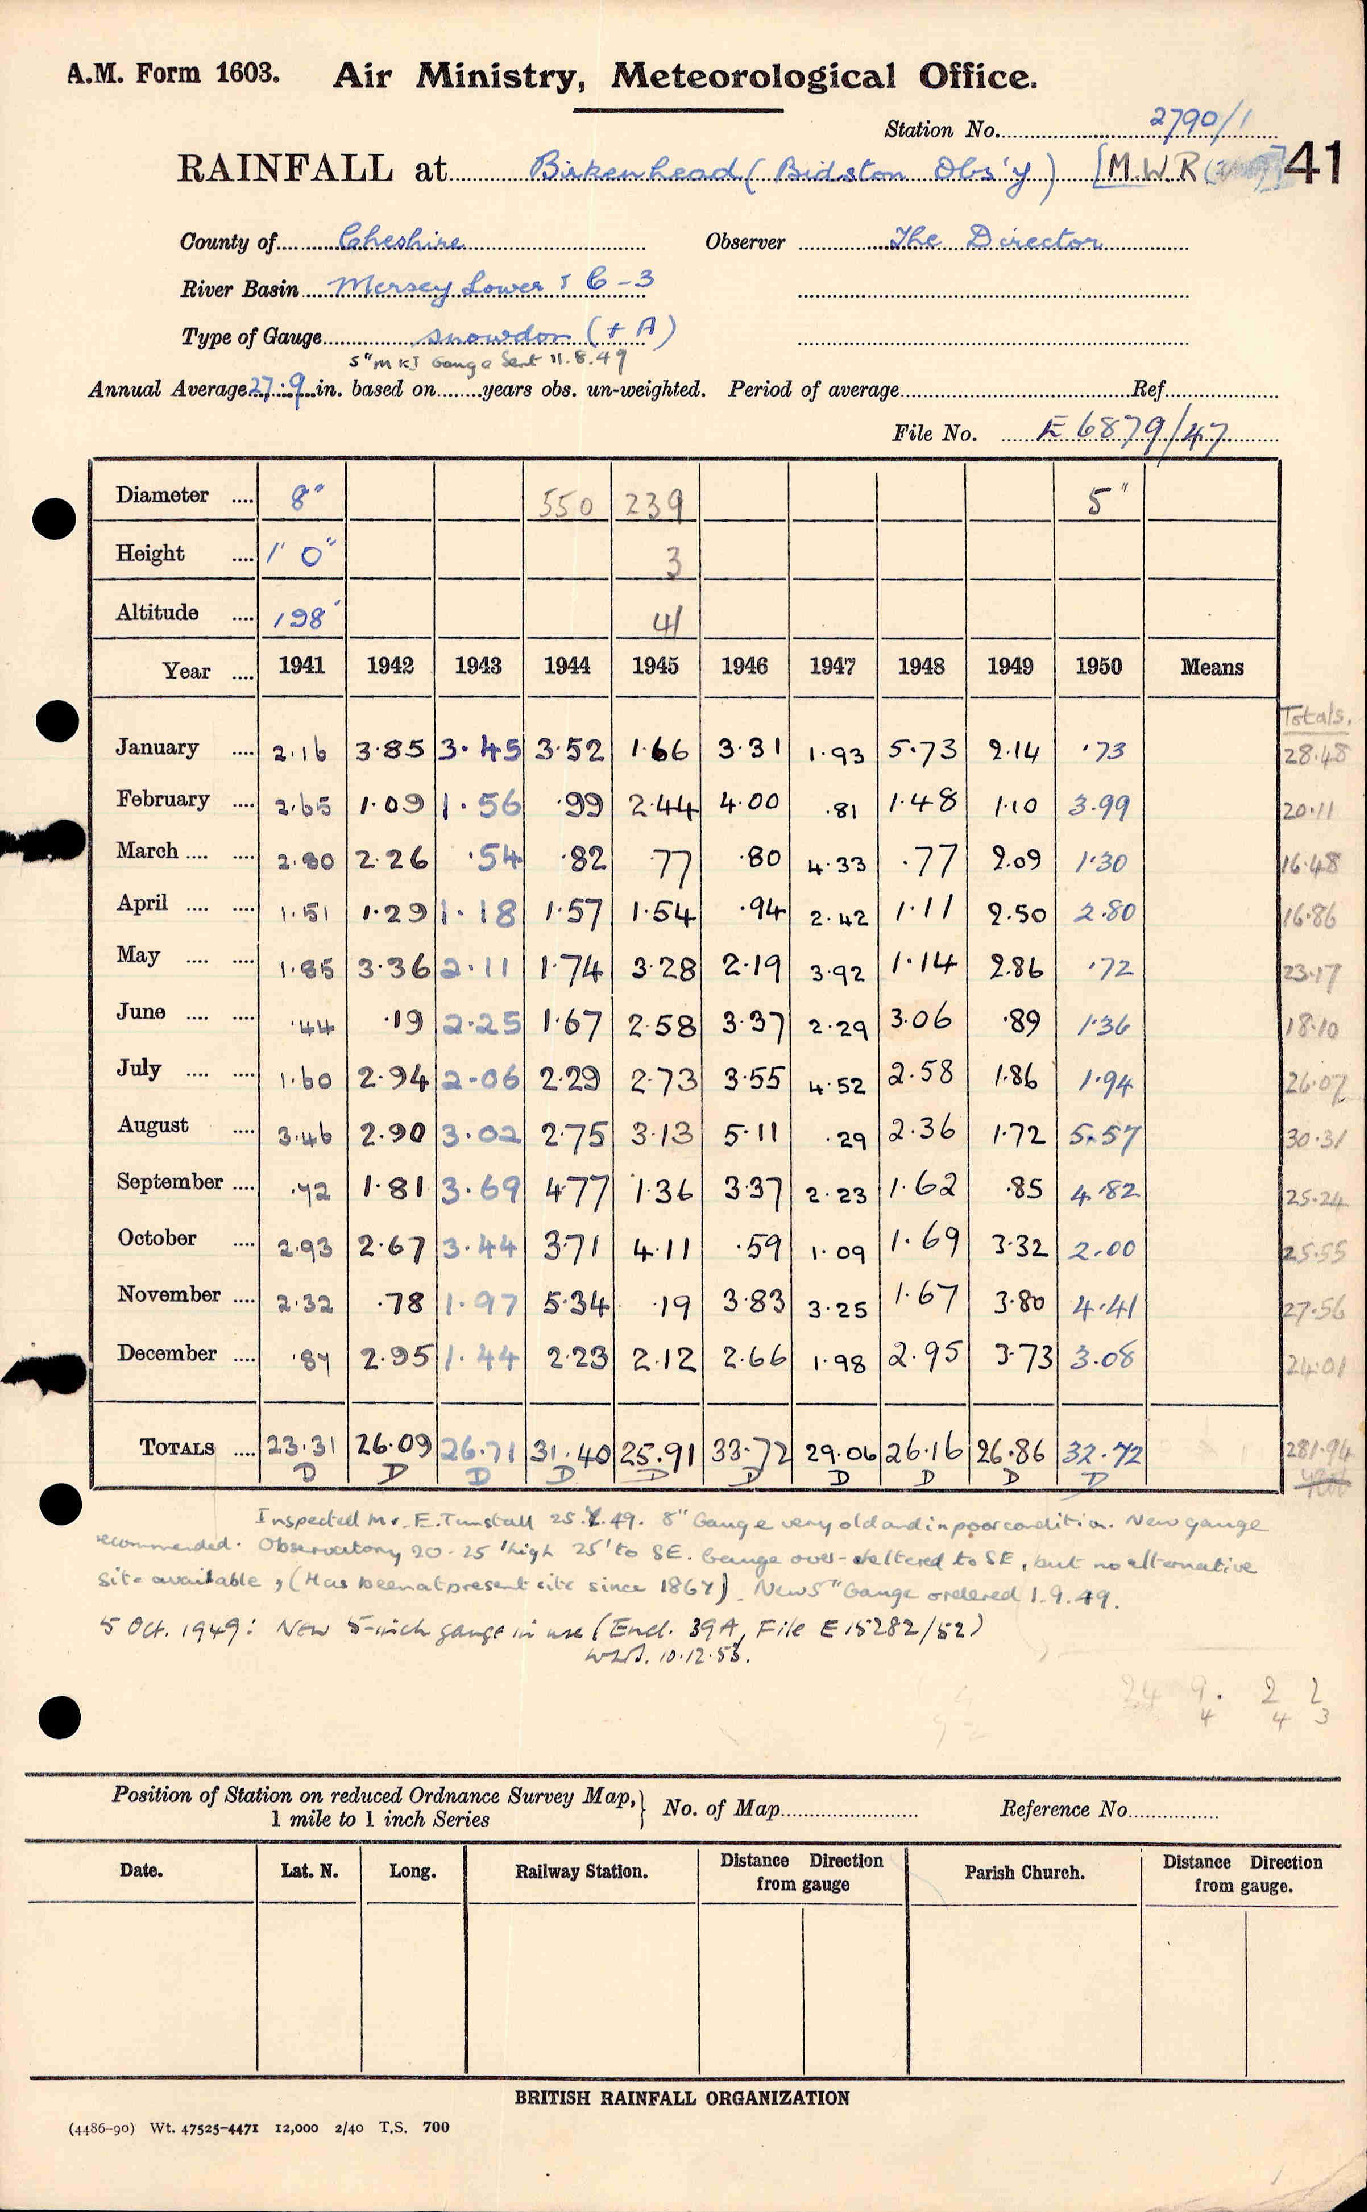 A.M. Form 1603. Air Ministry, Meteorological Office.
Station No. 2790/1
RAINFALL at Birkenhead (Bidston Obs'y) [M.W.R 41
County of Cheshire Observer The Director
River Basin Mersey Lower & C-3
Type of Gauge Snowdon (+ A)
5" MKI Gauge Sent 11.8.49
Annual Average 27.9 in. based on ...... years obs. un-weighted. Period of average ...... Ref.
File No. E 6879/47
Diameter .... 8" 550 239 5"
Height .... 1' 0" 3
Altitude .... 198' 41
Year .... 1941 1942 1943 1944 1945 1946 1947 1948 1949 1950 Means
Totals.
January .... 2.16 3.85 3.45 3.52 1.66 3.31 1.93 5.73 2.14 .73 28.48
February .... 2.65 1.09 1.56 .99 2.44 4.00 .81 1.48 1.10 3.99 20.11
March .... .... 2.80 2.26 .54 .82 .77 .80 4.33 .77 2.09 1.30 16.48
April .... .... 1.51 1.29 1.18 1.57 1.54 .94 2.42 1.11 2.50 2.80 16.86
May .... .... 1.85 3.36 2.11 1.74 3.28 2.19 3.92 1.14 2.86 .72 23.17
June .... .... .44 .19 2.25 1.67 2.58 3.37 2.29 3.06 .89 1.36 18.10
July .... .... 1.60 2.94 2.06 2.29 2.73 3.55 4.52 2.58 1.86 1.94 26.07
August .... 3.46 2.90 3.02 2.75 3.13 5.11 .29 2.36 1.72 5.57 30.31
September .... .72 1.81 3.69 4.77 1.36 3.37 2.23 1.62 .85 4.82 25.24
October .... 2.93 2.67 3.44 3.71 4.11 .59 1.09 1.69 3.32 2.00 25.55
November .... 2.32 .78 1.97 5.34 .19 3.83 3.25 1.67 3.80 4.41 27.56
December .... .87 2.95 1.44 2.23 2.12 2.66 1.98 2.95 3.73 3.08 24.01
TOTALS .... 23.31 26.09 26.71 31.40 25.91 33.72 29.06 26.16 26.86 32.72 281.94
D D D D D D D D D D
Inspected Mr. E. Tunstall 25.7.49. 8" Gauge very old and in poor condition. New gauge
recommended. Observatory 20-25' high 25' to SE. Gauge over-sheltered to SE, but no alternative
site available, (Has been at present site since 1867). New 5" Gauge ordered 1.9.49.
5 Oct. 1949: New 5-inch gauge in use (Encl. 39A, File E 15282/52)
10.12.53.
24 9. 2 2
4 4 3
Position of Station on reduced Ordnance Survey Map,} No. of Map ...... Reference No. ......
1 mile to 1 inch Series
Date. Lat. N. Long. Railway Station. Distance Direction from gauge Parish Church. Distance Direction from gauge.
BRITISH RAINFALL ORGANIZATION
(4486-90) Wt. 47525-4471 12,000 2/40 T.S. 700